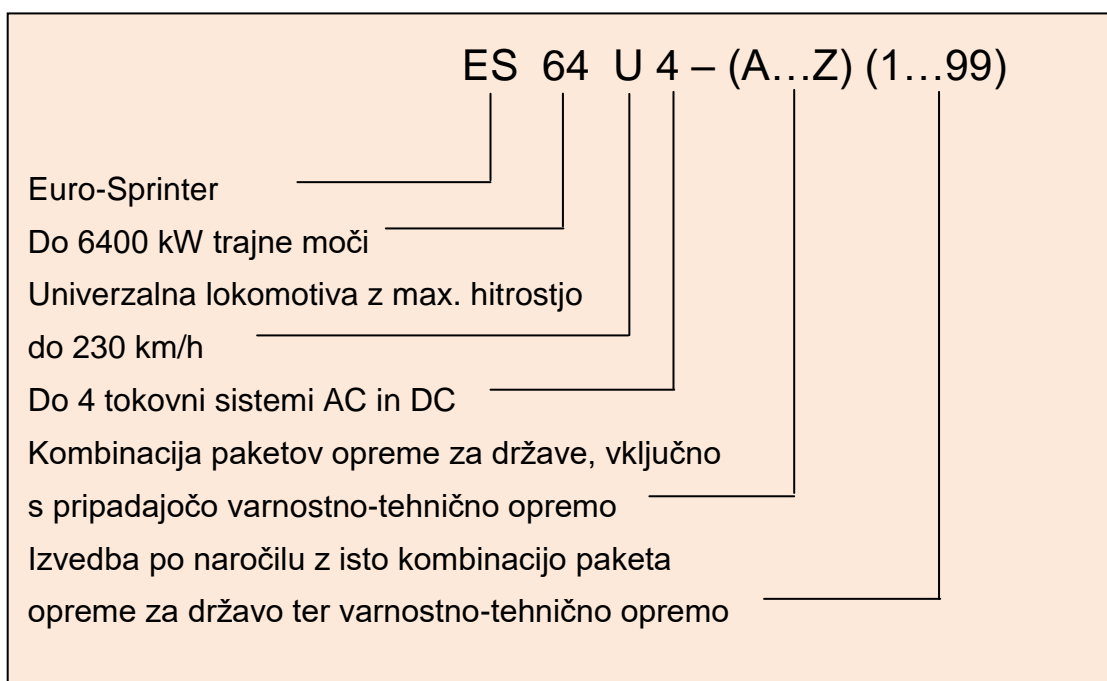 ES 64 U 4 – (A…Z) (1…99)
Euro-Sprinter
Do 6400 kW trajne moči
Univerzalna lokomotiva z max. hitrostjo
do 230 km/h
Do 4 tokovni sistemi AC in DC
Kombinacija paketov opreme za države, vključno
s pripadajočo varnostno-tehnično opremo
Izvedba po naročilu z isto kombinacijo paketa
opreme za državo ter varnostno-tehnično opremo